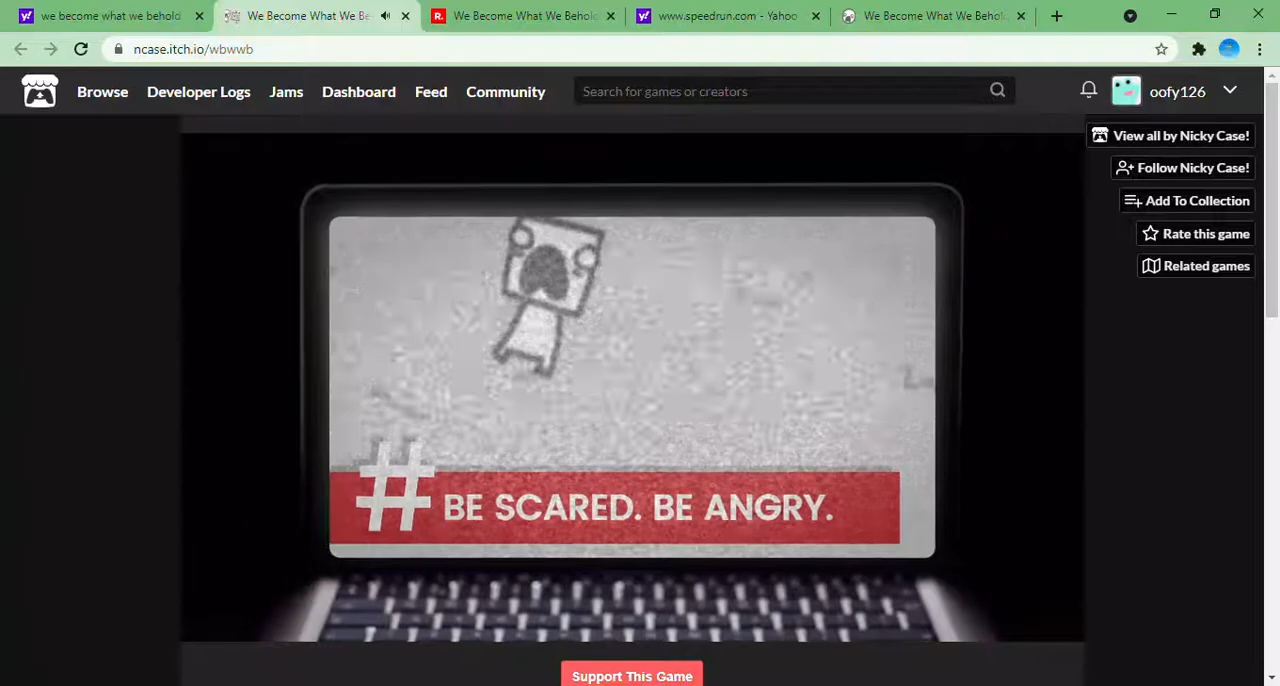 we become what we behold
We Become What We Be
We Become What We Behol
www.speedrun.com - Yahoo
We Become What We Behol
ncase.itch.io/wbwwb
Browse
Developer Logs
Jams
Dashboard
Feed
Community
Search for games or creators
oofy126
View all by Nicky Case!
Follow Nicky Case!
Add To Collection
Rate this game
Related games
# BE SCARED. BE ANGRY.
Support This Game